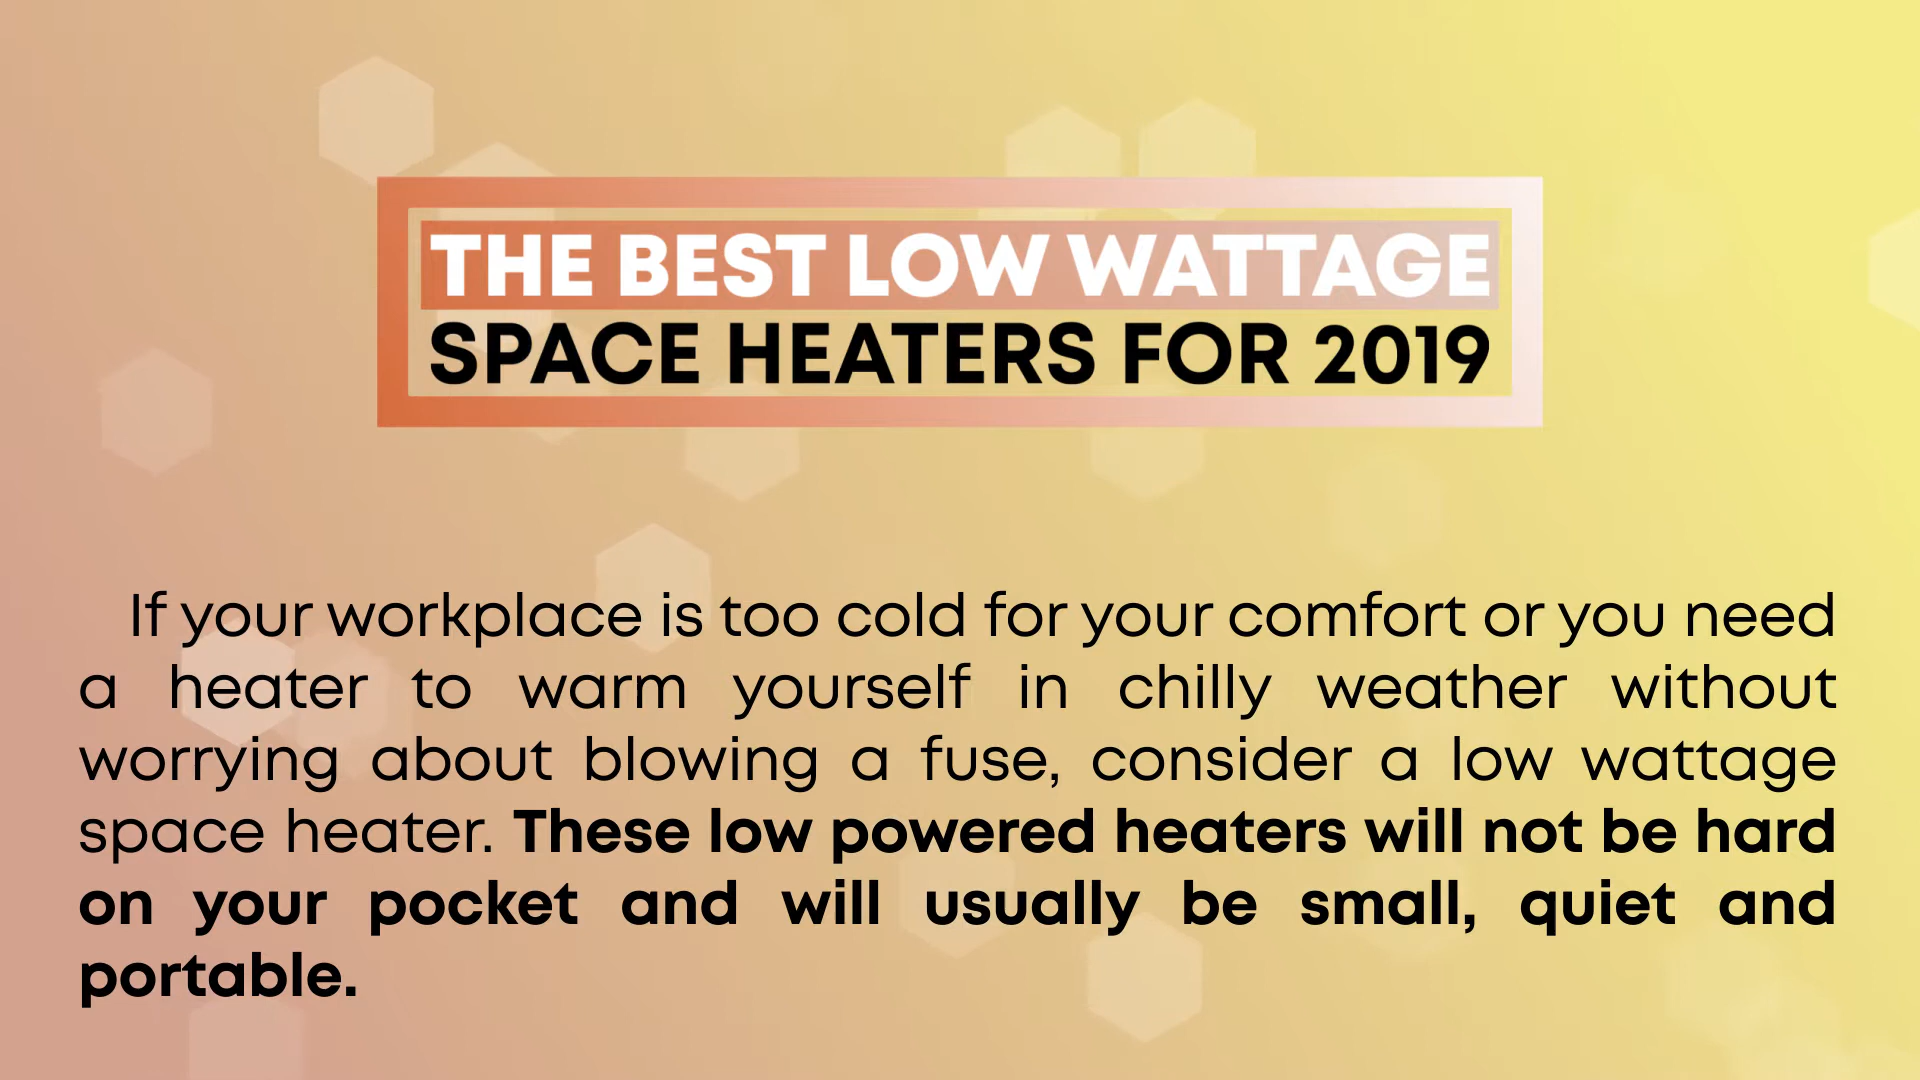 THE BEST LOW WATTAGE
SPACE HEATERS FOR 2019
If your workplace is too cold for your comfort or you need
a heater to warm yourself in chilly weather without
worrying about blowing a fuse, consider a low wattage
space heater. These low powered heaters will not be hard
on your pocket and will usually be small, quiet and
portable.